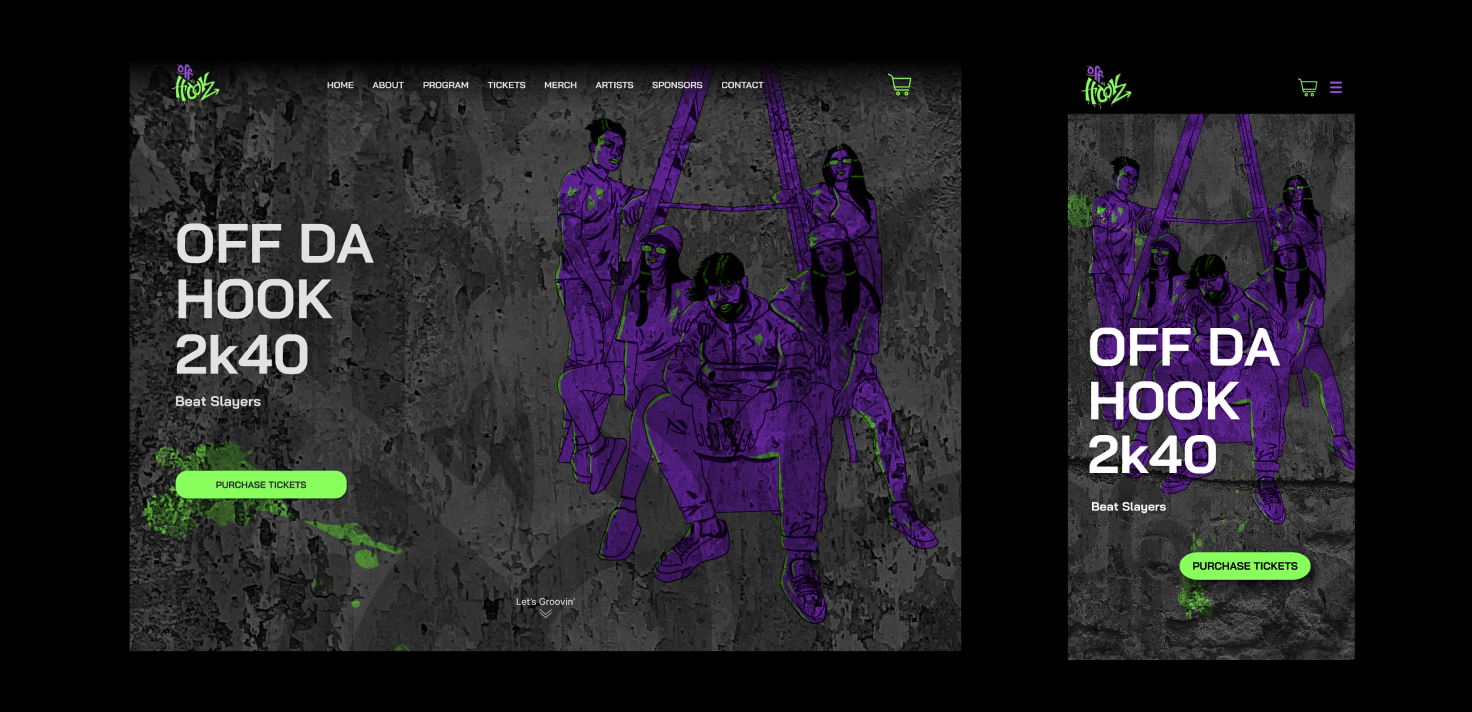 off
Hook
HOME ABOUT PROGRAM TICKETS MERCH ARTISTS SPONSORS CONTACT
OFF DA
HOOK
2k40
Beat Slayers
PURCHASE TICKETS
Let's Groovin'
off
Hook
OFF DA
HOOK
2k40
Beat Slayers
PURCHASE TICKETS